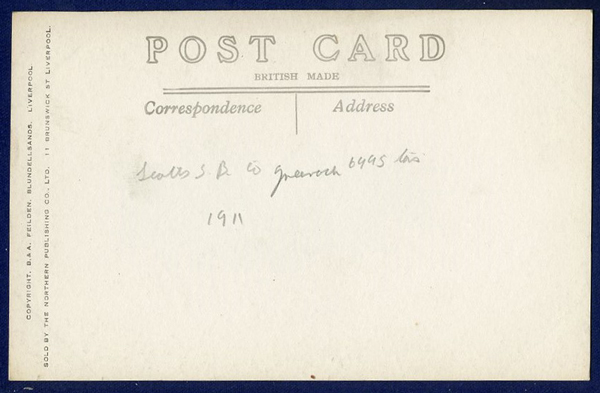 POST CARD
BRITISH MADE
Correspondence
Address
Scotts S. B. Co Greenock 6495 tns
1911
COPYRIGHT, B.&A. FEILDEN, BLUNDELLSANDS, LIVERPOOL
SOLD BY THE NORTHERN PUBLISHING CO., LTD. 11 BRUNSWICK ST LIVERPOOL.